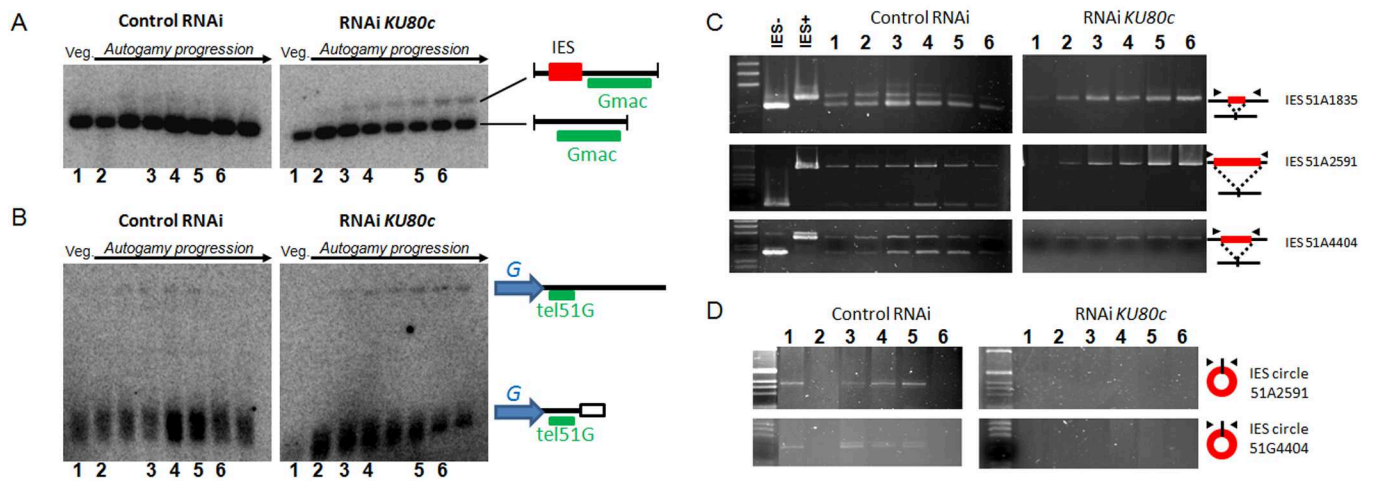 A
Control RNAi
RNAi KU80c
Veg. Autogamy progression
Veg. Autogamy progression
IES
Gmac
Gmac
1 2 3 4 5 6
1 2 3 4 5 6
B
Control RNAi
RNAi KU80c
Veg. Autogamy progression
Veg. Autogamy progression
G
tel51G
G
tel51G
1 2 3 4 5 6
1 2 3 4 5 6
C
IES-
IES+
Control RNAi
RNAi KU80c
1 2 3 4 5 6
1 2 3 4 5 6
IES 51A1835
IES 51A2591
IES 51A4404
D
Control RNAi
RNAi KU80c
1 2 3 4 5 6
1 2 3 4 5 6
IES circle
51A2591
IES circle
51G4404